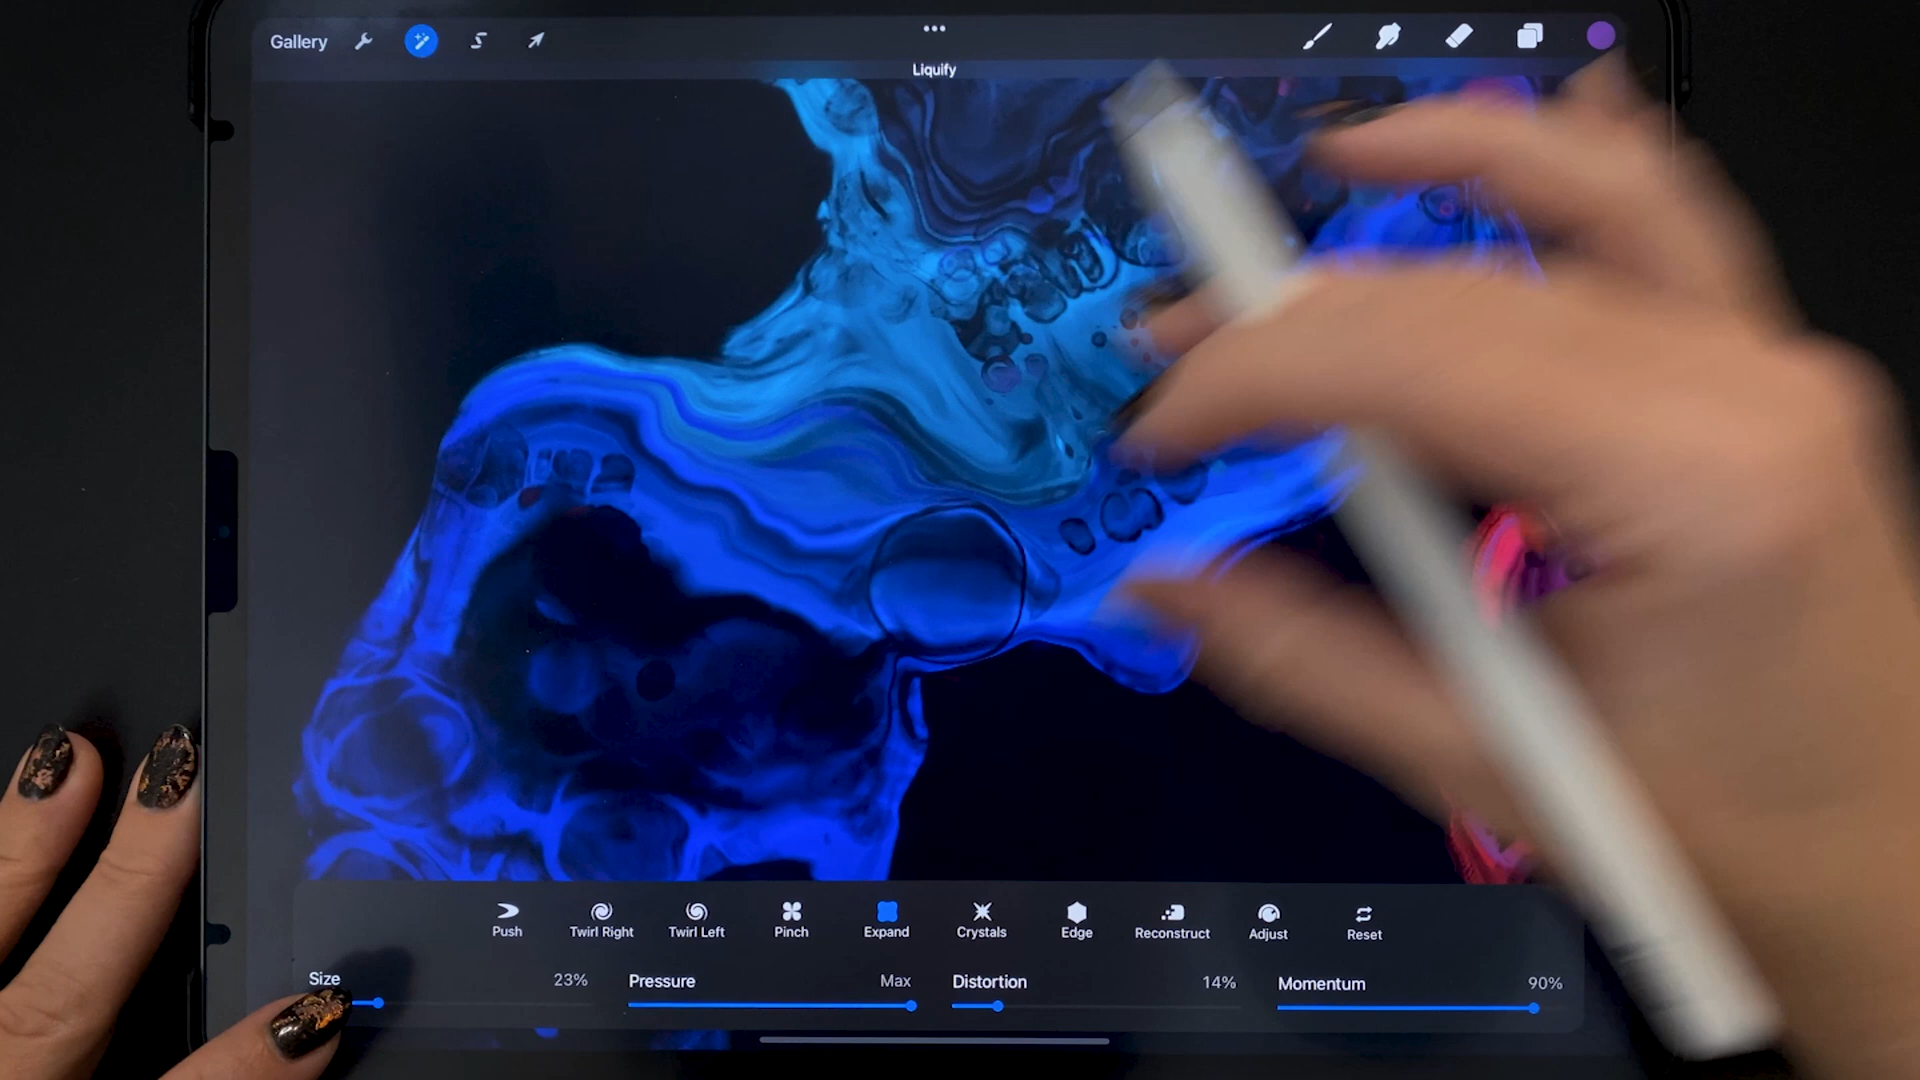 Gallery
Liquify
Push Twirl Right Twirl Left Pinch Expand Crystals Edge Reconstruct Adjust Reset
Size 23% Pressure Max Distortion 14% Momentum 90%